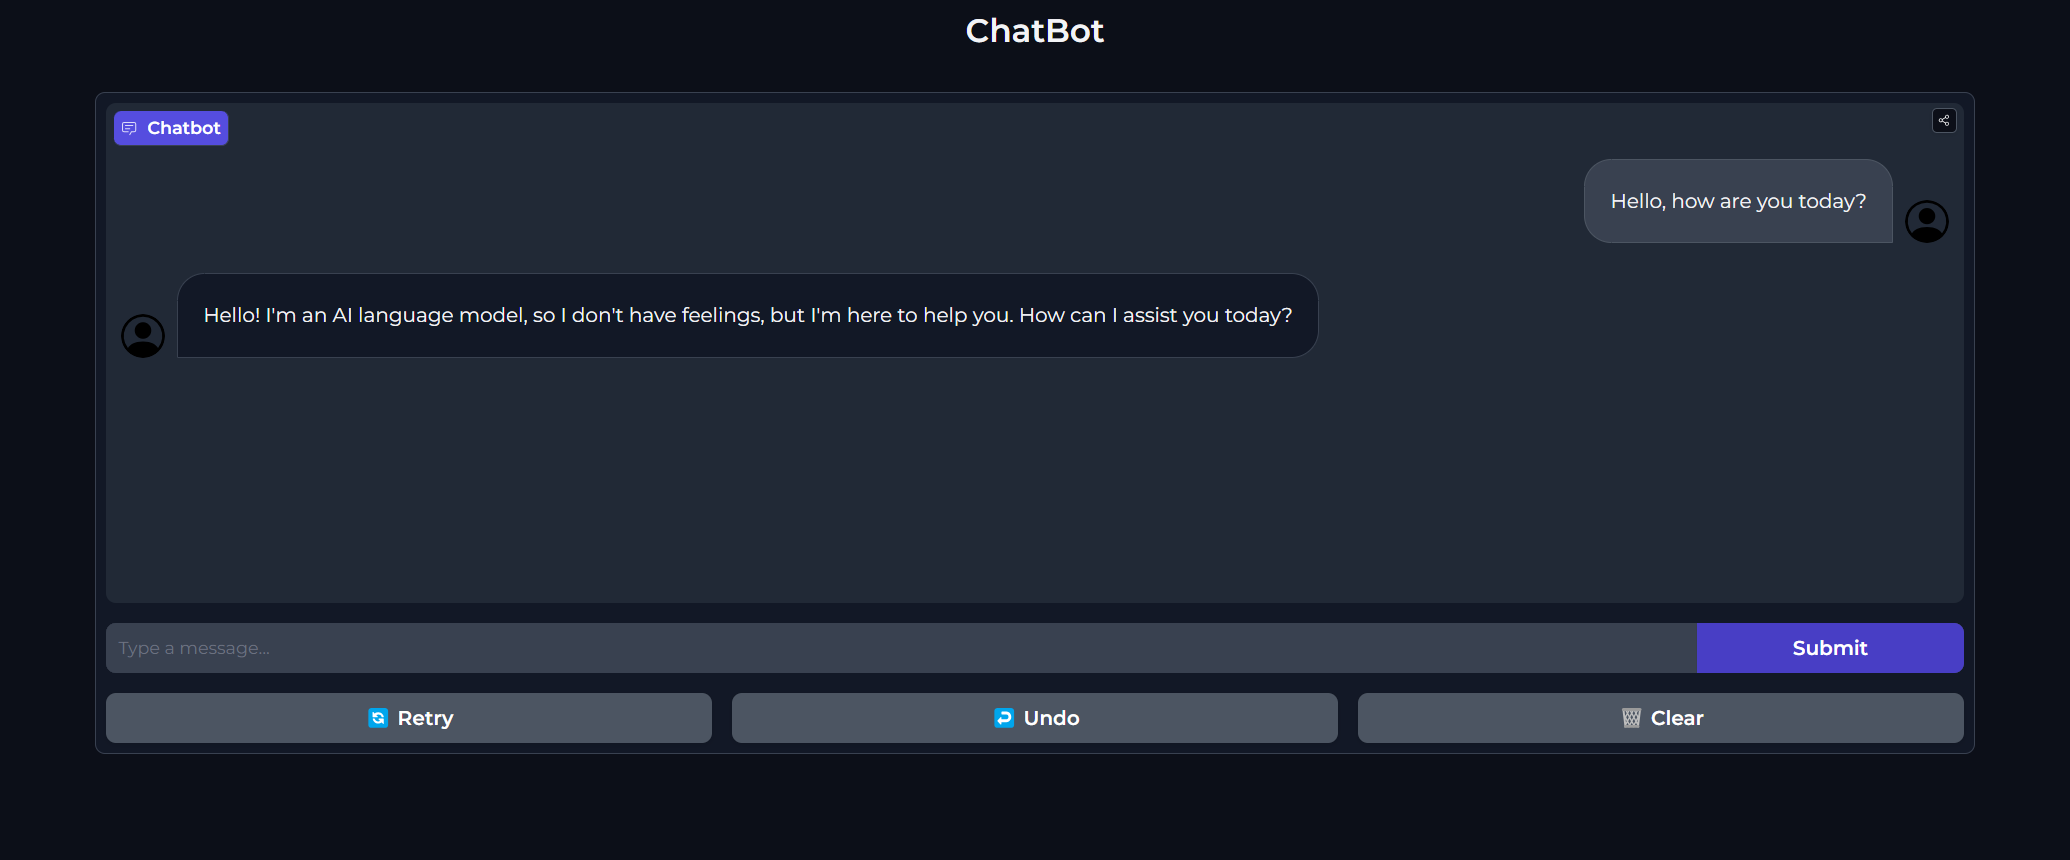 ChatBot
Chatbot
Hello, how are you today?
Hello! I'm an AI language model, so I don't have feelings, but I'm here to help you. How can I assist you today?
Type a message...
Submit
Retry
Undo
Clear